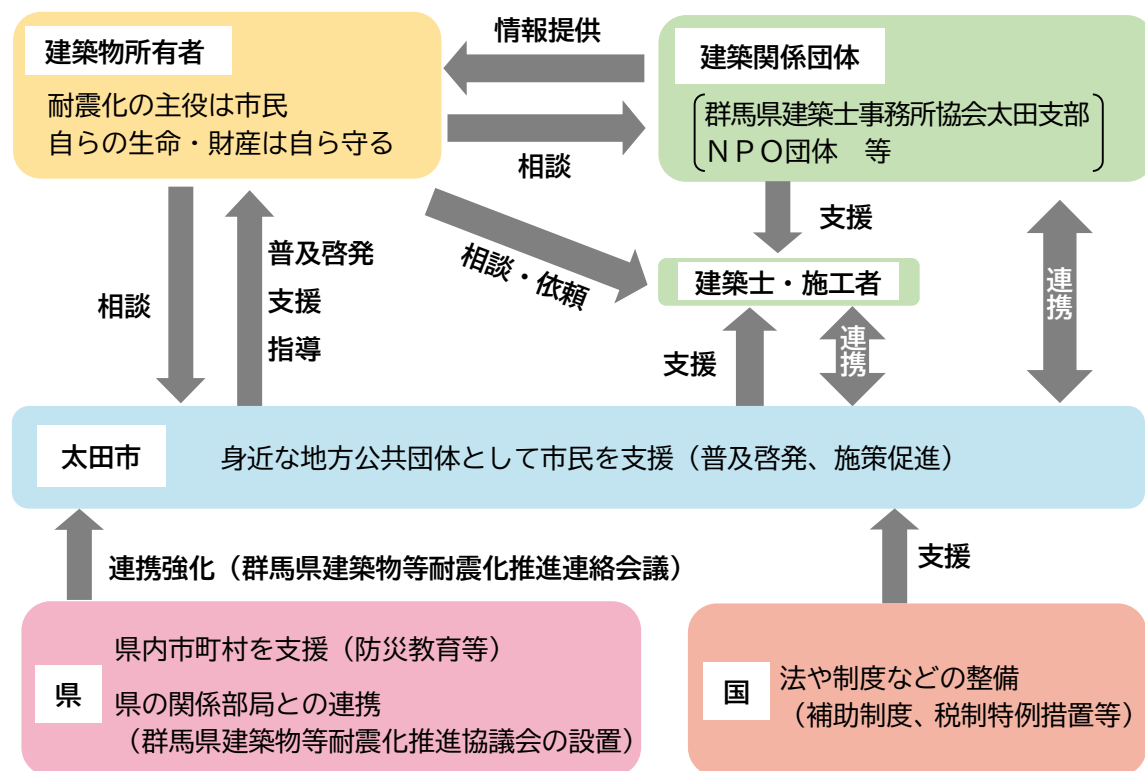 建築物所有者
耐震化の主役は市民
自らの生命・財産は自ら守る
情報提供
相談
建築関係団体
群馬県建築士事務所協会太田支部
ＮＰＯ団体　等
支援
連携
相談・依頼
建築士・施工者
相談
普及啓発
支援
指導
支援
連携
太田市
身近な地方公共団体として市民を支援（普及啓発、施策促進）
連携強化（群馬県建築物等耐震化推進連絡会議）
支援
県
県内市町村を支援（防災教育等）
県の関係部局との連携
（群馬県建築物等耐震化推進協議会の設置）
国
法や制度などの整備
（補助制度、税制特例措置等）